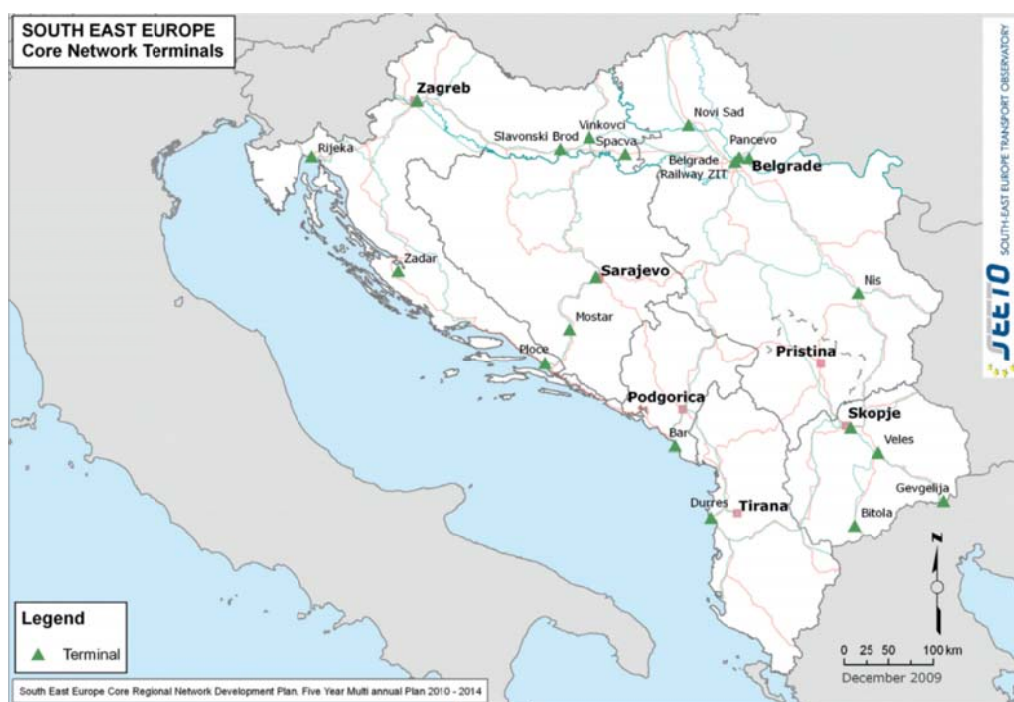 SOUTH EAST EUROPE
Core Network Terminals
SOUTH-EAST EUROPE TRANSPORT OBSERVATORY
SEETO
Zagreb
Novi Sad
Vinkovci
Slavonski Brod
Spacva
Pancevo
Rijeka
Belgrade
Railway ZIT
Belgrade
Zadar
Sarajevo
Nis
Mostar
Ploce
Pristina
Podgorica
Skopje
Bar
Veles
Gevgelija
Durres
Tirana
Bitola
N
Legend
Terminal
0 25 50 100 km
December 2009
South East Europe Core Regional Network Development Plan. Five Year Multi annual Plan 2010 - 2014